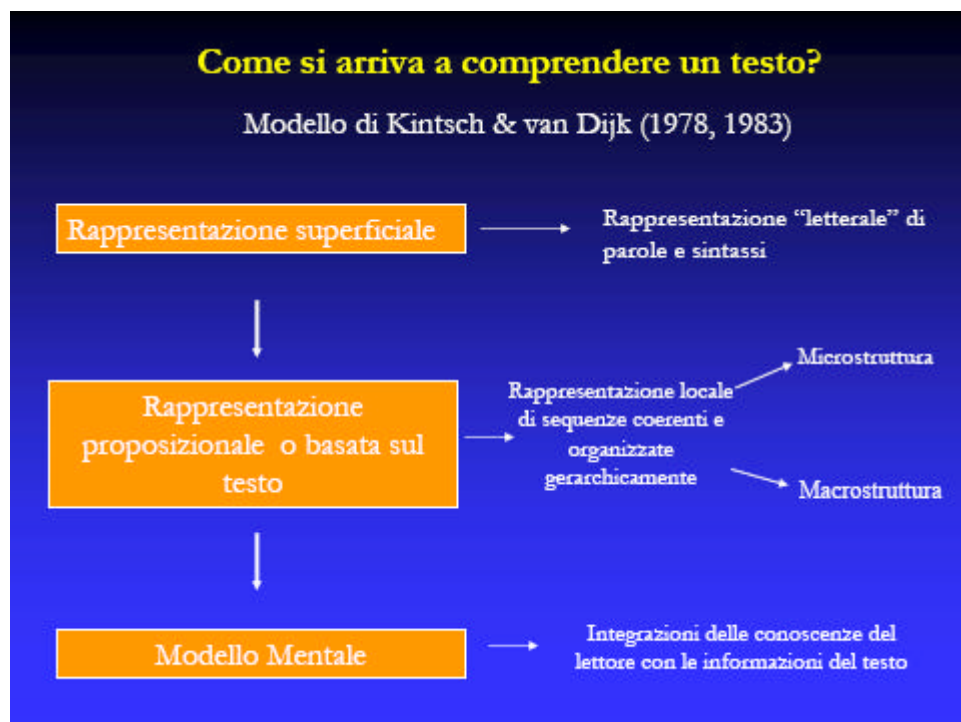 Come si arriva a comprendere un testo?
Modello di Kintsch & van Dijk (1978, 1983)
Rappresentazione superficiale
Rappresentazione “letterale” di
parole e sintassi
Rappresentazione
proposizionale o basata sul
testo
Rappresentazione locale
di sequenze coerenti e
organizzate
gerarchicamente
Microstruttura
Macrostruttura
Modello Mentale
Integrazioni delle conoscenze del
lettore con le informazioni del testo